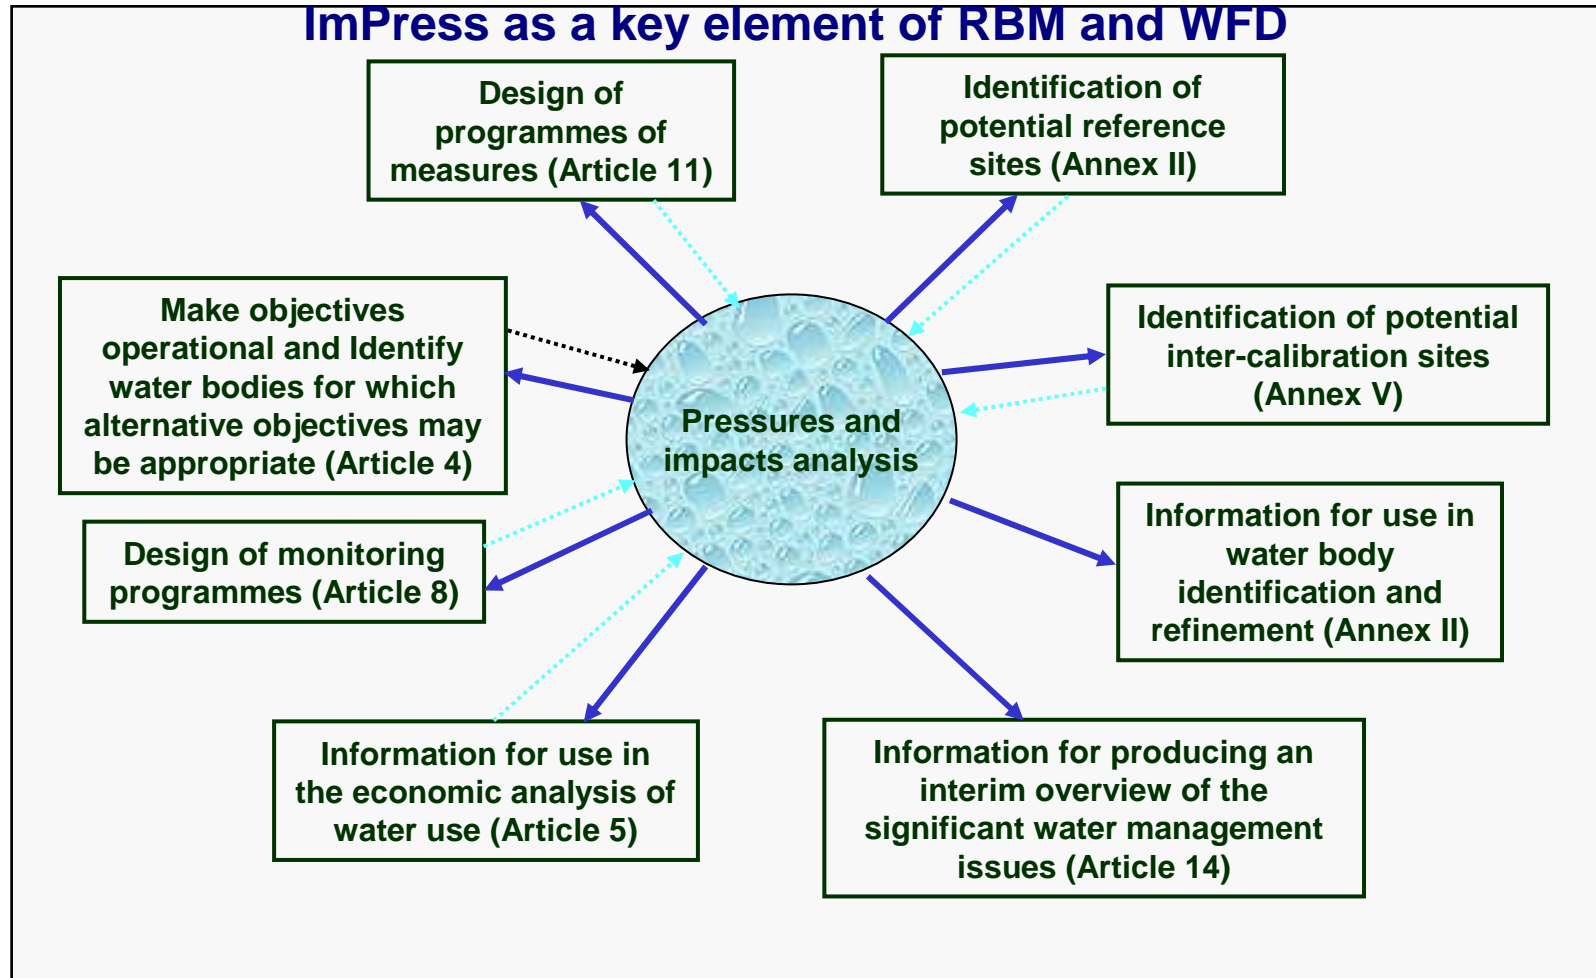 ImPress as a key element of RBM and WFD
Design of
programmes of
measures (Article 11)
Identification of
potential reference
sites (Annex II)
Make objectives
operational and Identify
water bodies for which
alternative objectives may
be appropriate (Article 4)
Identification of potential
inter-calibration sites
(Annex V)
Pressures and
impacts analysis
Design of monitoring
programmes (Article 8)
Information for use in
water body
identification and
refinement (Annex II)
Information for use in
the economic analysis of
water use (Article 5)
Information for producing an
interim overview of the
significant water management
issues (Article 14)